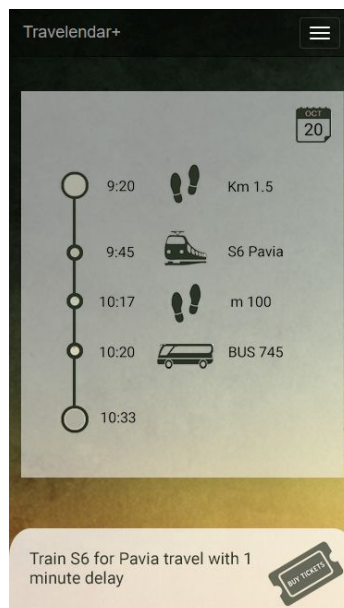 Travelendar+
OCT
20
9:20 Km 1.5
9:45 S6 Pavia
10:17 m 100
10:20 BUS 745
10:33
Train S6 for Pavia travel with 1
minute delay
BUY TICKETS